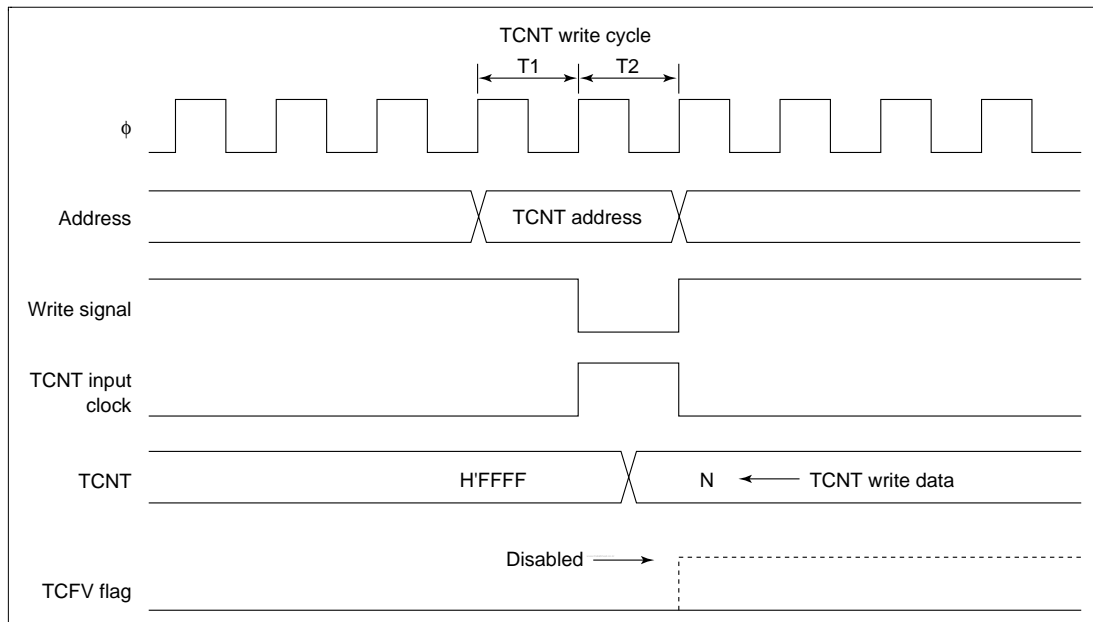 TCNT write cycle
T1 T2
ϕ
Address
TCNT address
Write signal
TCNT input
clock
TCNT
H'FFFF
N
TCNT write data
Disabled
TCFV flag